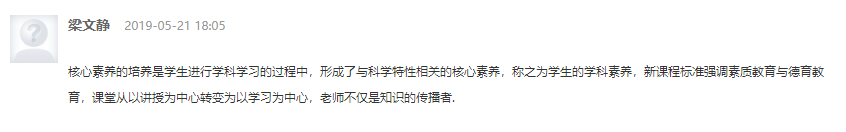 梁文静 2019-05-21 18:05
核心素养的培养是学生进行学科学习的过程中，形成了与科学特性相关的核心素养，称之为学生的学科素养，新课程标准强调素质教育与德育教
育，课堂从以讲授为中心转变为以学习为中心，老师不仅是知识的传播者.